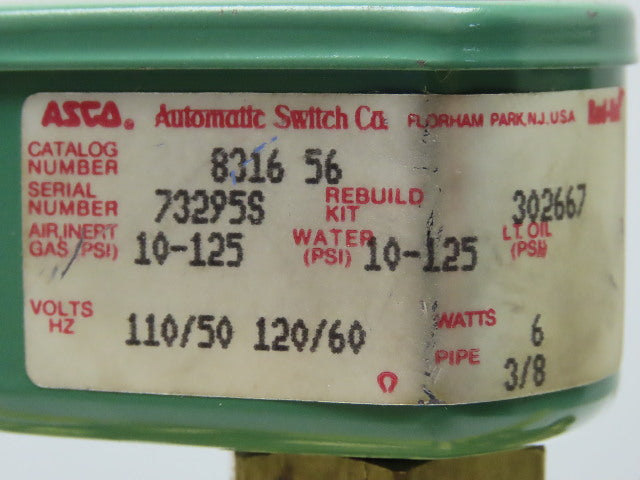 ASCO® Automatic Switch Co. FLORHAM PARK, N.J. USA
CATALOG NUMBER 8316 56
SERIAL NUMBER 73295S REBUILD KIT 302667
AIR, INERT GAS (PSI) 10-125 WATER (PSI) 10-125 LT. OIL (PSI)
VOLTS HZ 110/50 120/60 WATTS 6
PIPE 3/8